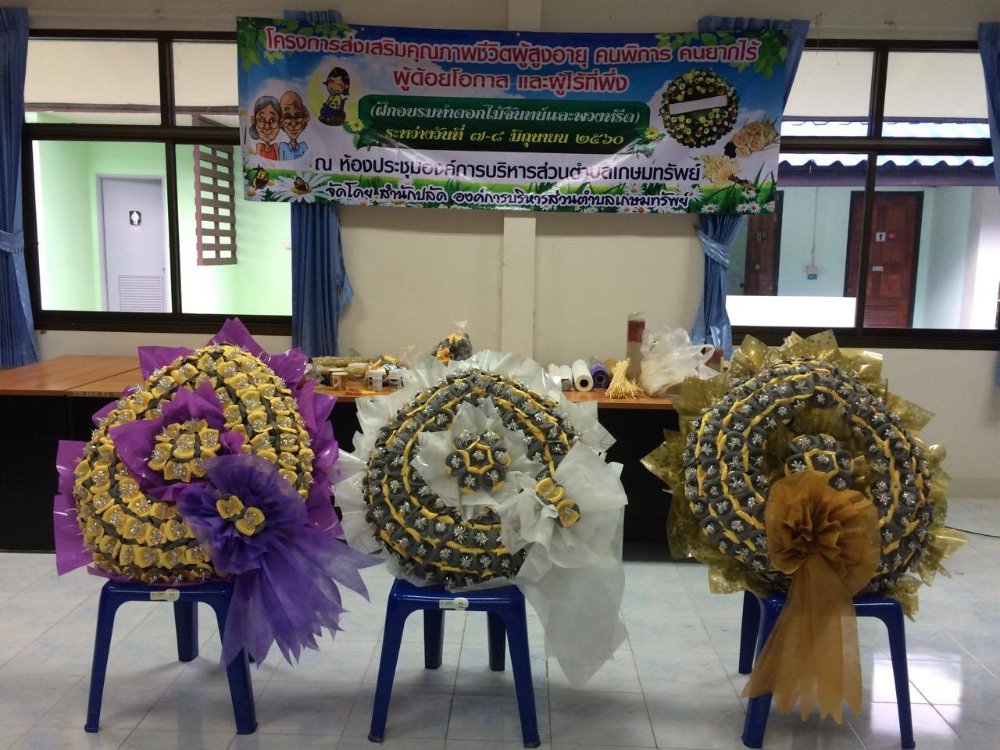 โครงการส่งเสริมคุณภาพชีวิตผู้สูงอายุ คนพิการ คนยากไร้
ผู้ด้อยโอกาส และผู้ไร้ที่พึ่ง
(ฝึกอบรมทำดอกไม้จันทน์และพวงหรีด)
ระหว่างวันที่ ๗-๘ มิถุนายน ๒๕๖๐
ณ ห้องประชุมองค์การบริหารส่วนตำบลเกษมทรัพย์
จัดโดย สำนักปลัด องค์การบริหารส่วนตำบลเกษมทรัพย์